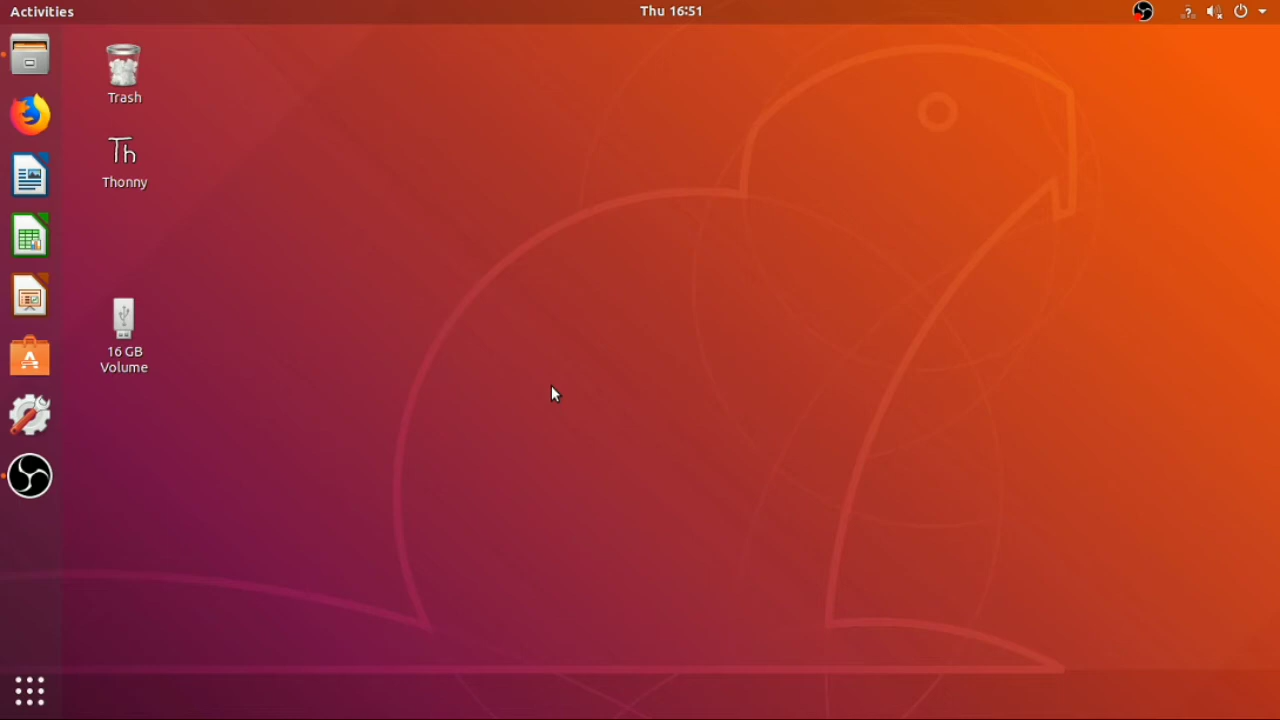 Activities
Thu 16:51
?
Trash
Th
Thonny
16 GB
Volume
A